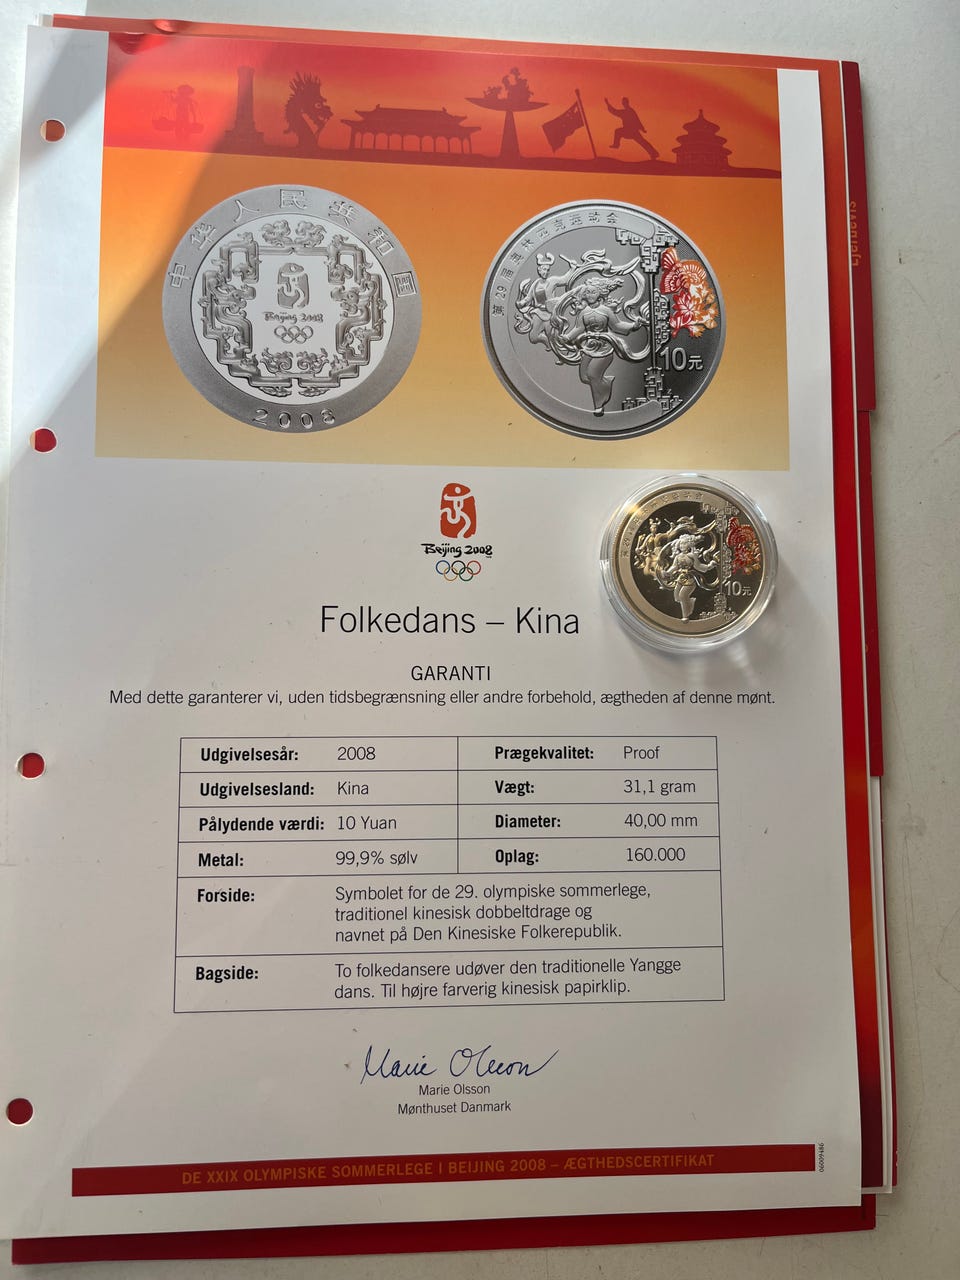 中华人民共和国
Beijing 2008
2008
第29届奥林匹克运动会
10元
Ejerbevis
Beijing 2008
10元
Folkedans – Kina
GARANTI
Med dette garanterer vi, uden tidsbegrænsning eller andre forbehold, ægtheden af denne mønt.
Udgivelsesår: 2008 Prægekvalitet: Proof
Udgivelsesland: Kina Vægt: 31,1 gram
Pålydende værdi: 10 Yuan Diameter: 40,00 mm
Metal: 99,9% sølv Oplag: 160.000
Forside: Symbolet for de 29. olympiske sommerlege,
traditionel kinesisk dobbeltdrage og
navnet på Den Kinesiske Folkerepublik.
Bagside: To folkedansere udøver den traditionelle Yangge
dans. Til højre farverig kinesisk papirklip.
Marie Olsson
Marie Olsson
Mønthuset Danmark
DE XXIX OLYMPISKE SOMMERLEGE I BEIJING 2008 – ÆGTHEDSCERTIFIKAT
06009486